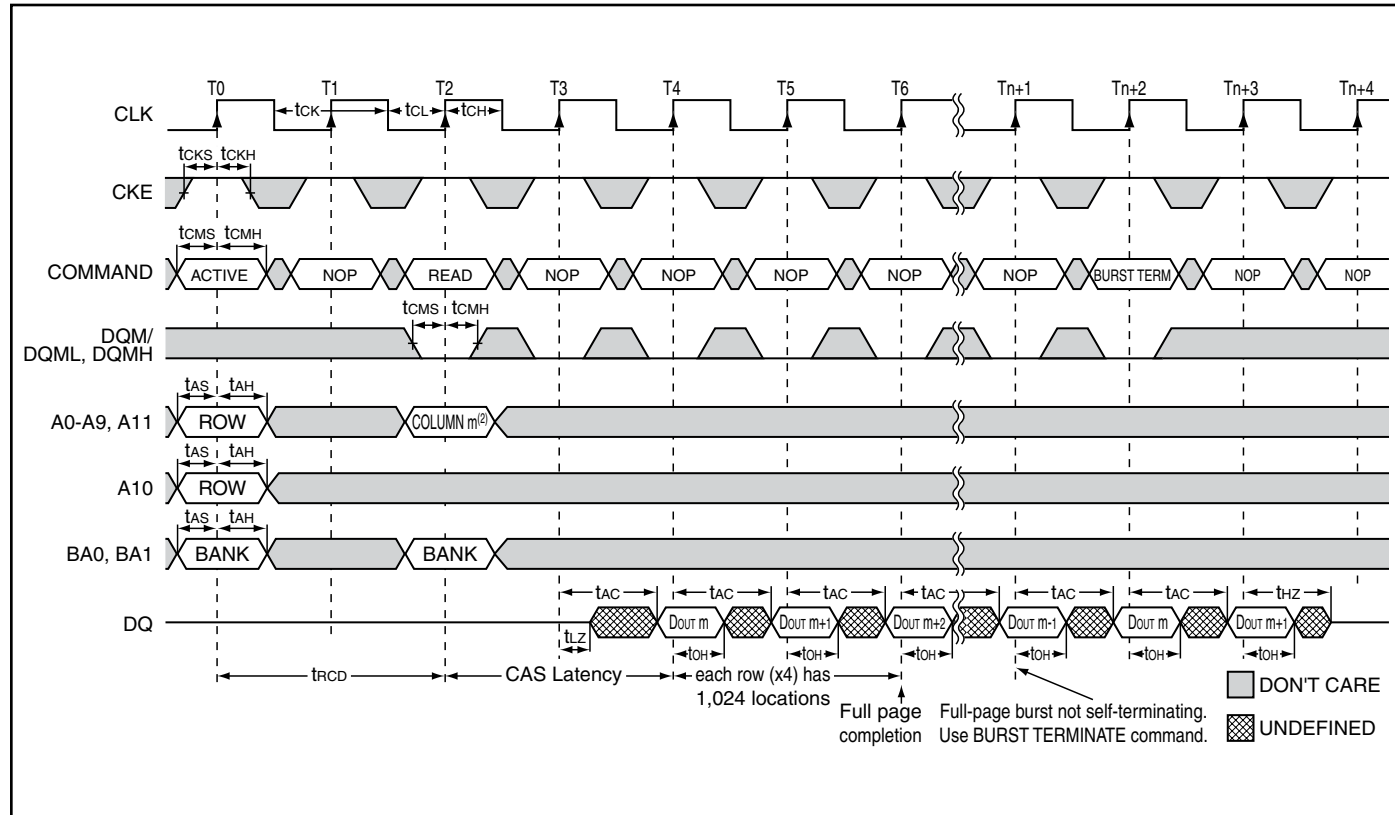 T0 T1 T2 T3 T4 T5 T6 Tn+1 Tn+2 Tn+3 Tn+4
CLK
tCK tCL tCH
tCKS tCKH
CKE
tCMS tCMH
COMMAND ACTIVE NOP READ NOP NOP NOP NOP NOP BURST TERM NOP NOP
tCMS tCMH
DQM/
DQML, DQMH
tAS tAH
A0-A9, A11 ROW COLUMN m(2)
tAS tAH
A10 ROW
tAS tAH
BA0, BA1 BANK BANK
tAC tAC tAC tAC tAC tAC tHZ
DQ DOUT m DOUT m+1 DOUT m+2 DOUT m-1 DOUT m DOUT m+1
tLZ tOH tOH tOH tOH tOH tOH
tRCD CAS Latency each row (x4) has
1,024 locations
Full page
completion
Full-page burst not self-terminating.
Use BURST TERMINATE command.
DON'T CARE
UNDEFINED